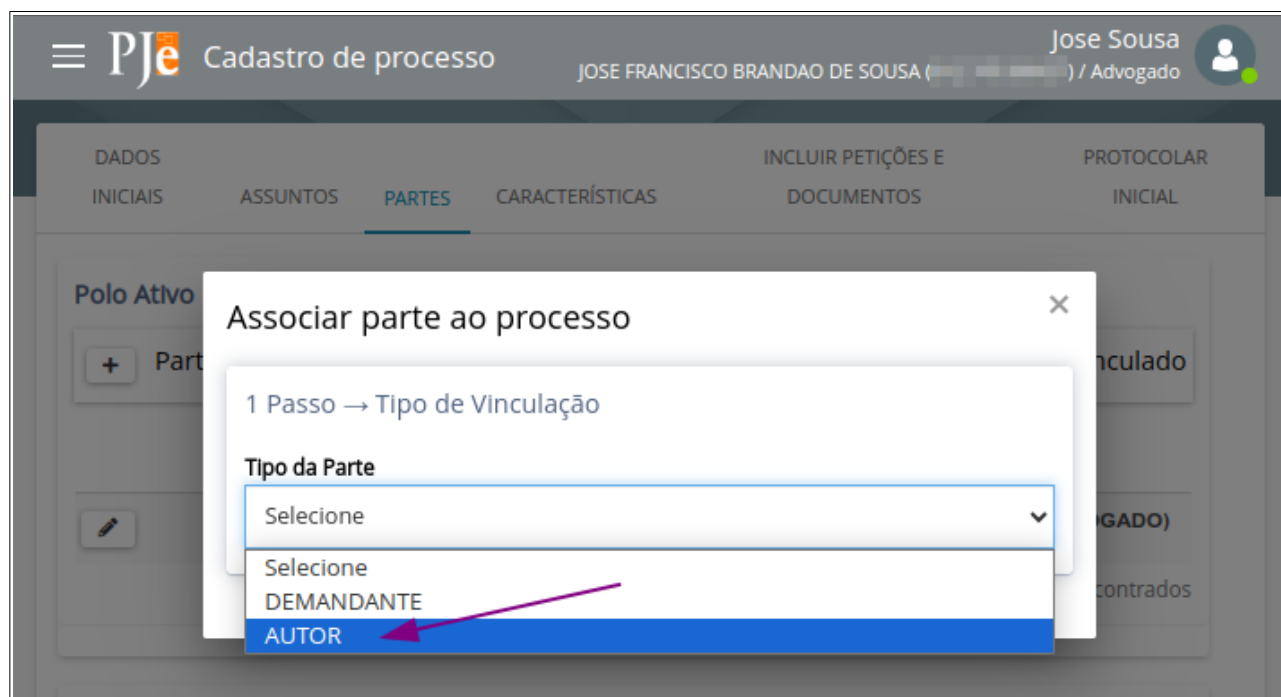 PJe Cadastro de processo
Jose Sousa
JOSE FRANCISCO BRANDAO DE SOUSA ( ) / Advogado
DADOS INICIAIS
ASSUNTOS
PARTES
CARACTERÍSTICAS
INCLUIR PETIÇÕES E DOCUMENTOS
PROTOCOLAR INICIAL
Polo Ativo
+ Part
nculado
Associar parte ao processo
×
1 Passo → Tipo de Vinculação
Tipo da Parte
Selecione
OGADO)
Selecione
DEMANDANTE
contrados
AUTOR